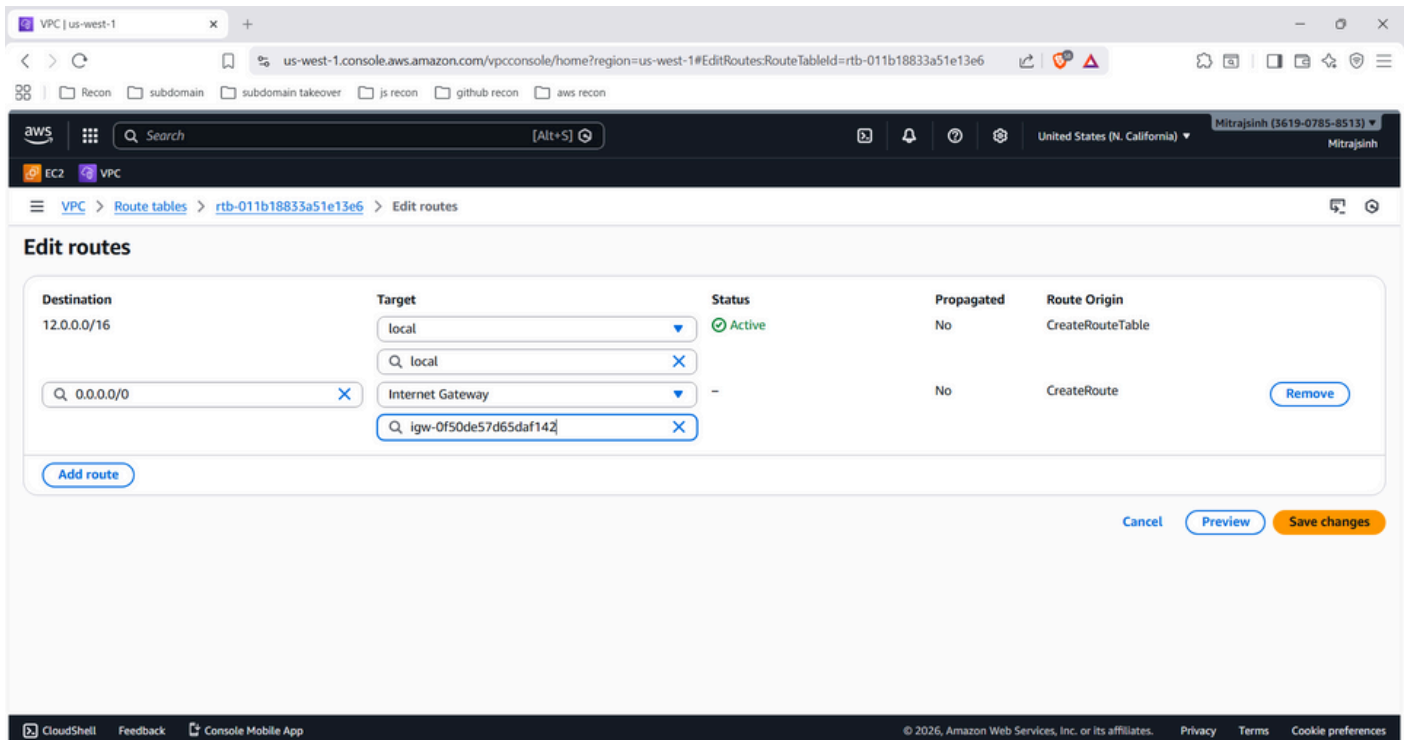 VPC | us-west-1
us-west-1.console.aws.amazon.com/vpcconsole/home?region=us-west-1#EditRoutes:RouteTableId=rtb-011b18833a51e13e6
Recon subdomain subdomain takeover js recon github recon aws recon
aws Search [Alt+S] United States (N. California) Mitrajsinh (3619-0785-8513)
Mitrajsinh
EC2 VPC
VPC > Route tables > rtb-011b18833a51e13e6 > Edit routes
Edit routes
Destination Target Status Propagated Route Origin
12.0.0.0/16 local Active No CreateRouteTable
local
0.0.0.0/0 Internet Gateway – No CreateRoute Remove
igw-0f50de57d65daf142
Add route
Cancel Preview Save changes
CloudShell Feedback Console Mobile App © 2026, Amazon Web Services, Inc. or its affiliates. Privacy Terms Cookie preferences